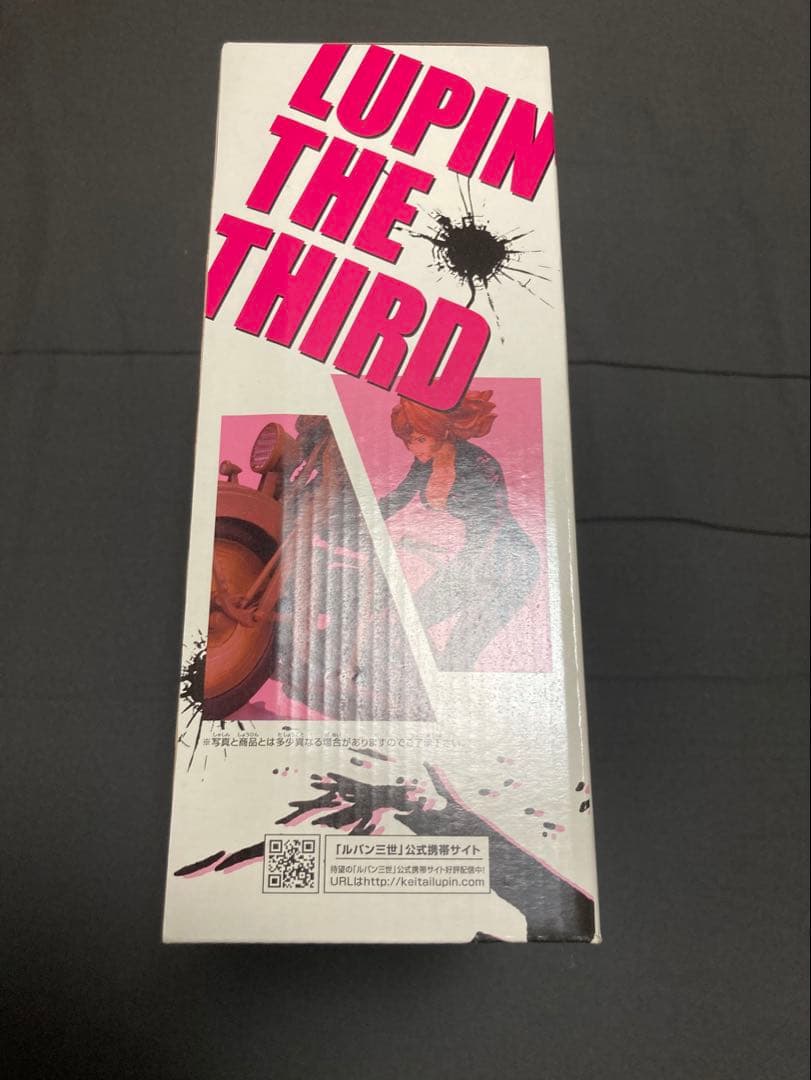 LUPIN
THE
THIRD
※写真と商品とは多少異なる場合がありますのでご了承下さい。
「ルパン三世」公式携帯サイト
待望の「ルパン三世」公式携帯サイト好評配信中!
URLはhttp://keitailupin.com